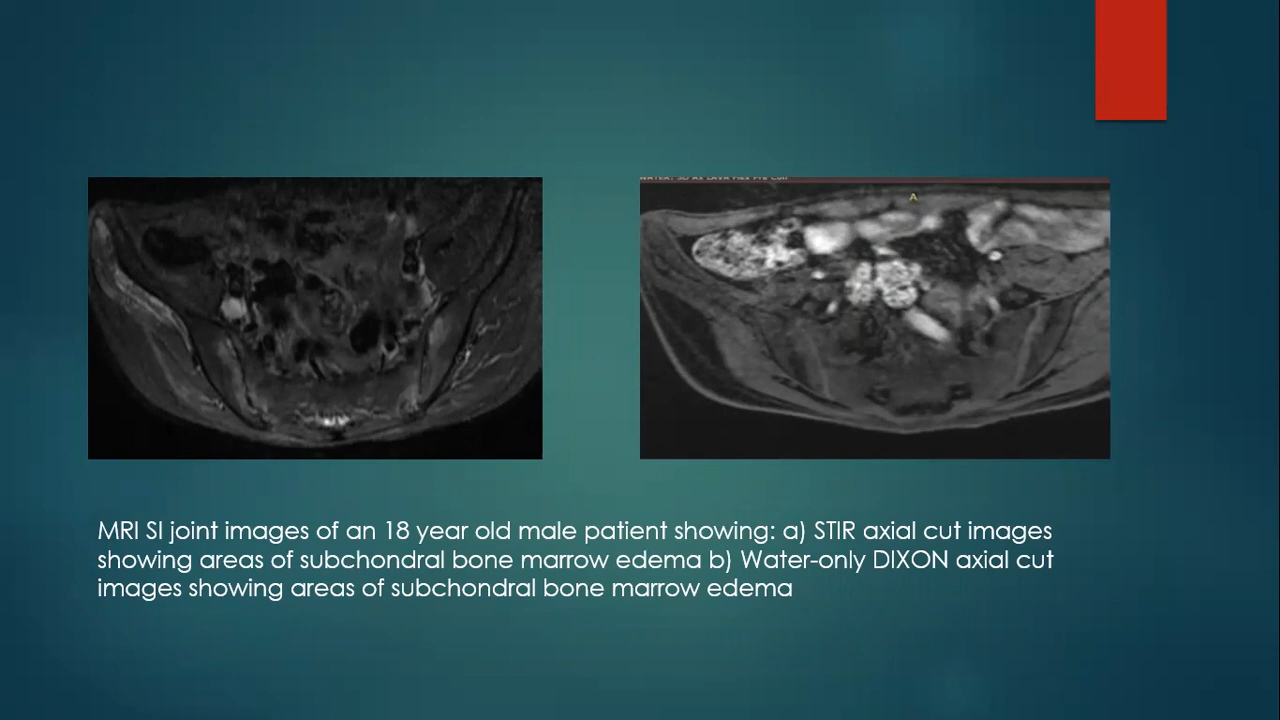 A
MRI SI joint images of an 18 year old male patient showing: a) STIR axial cut images
showing areas of subchondral bone marrow edema b) Water-only DIXON axial cut
images showing areas of subchondral bone marrow edema